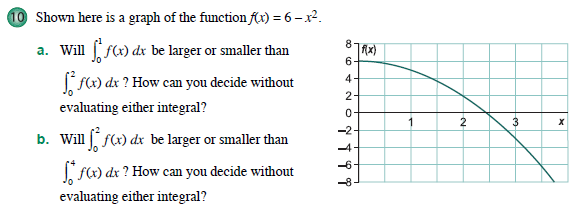 10 Shown here is a graph of the function f(x) = 6 – x².
a. Will ∫₀¹ f(x) dx be larger or smaller than
∫₀² f(x) dx ? How can you decide without
evaluating either integral?
b. Will ∫₀² f(x) dx be larger or smaller than
∫₀⁴ f(x) dx ? How can you decide without
evaluating either integral?
f(x)
8
6
4
2
0
–2
–4
–6
–8
1 2 3 x